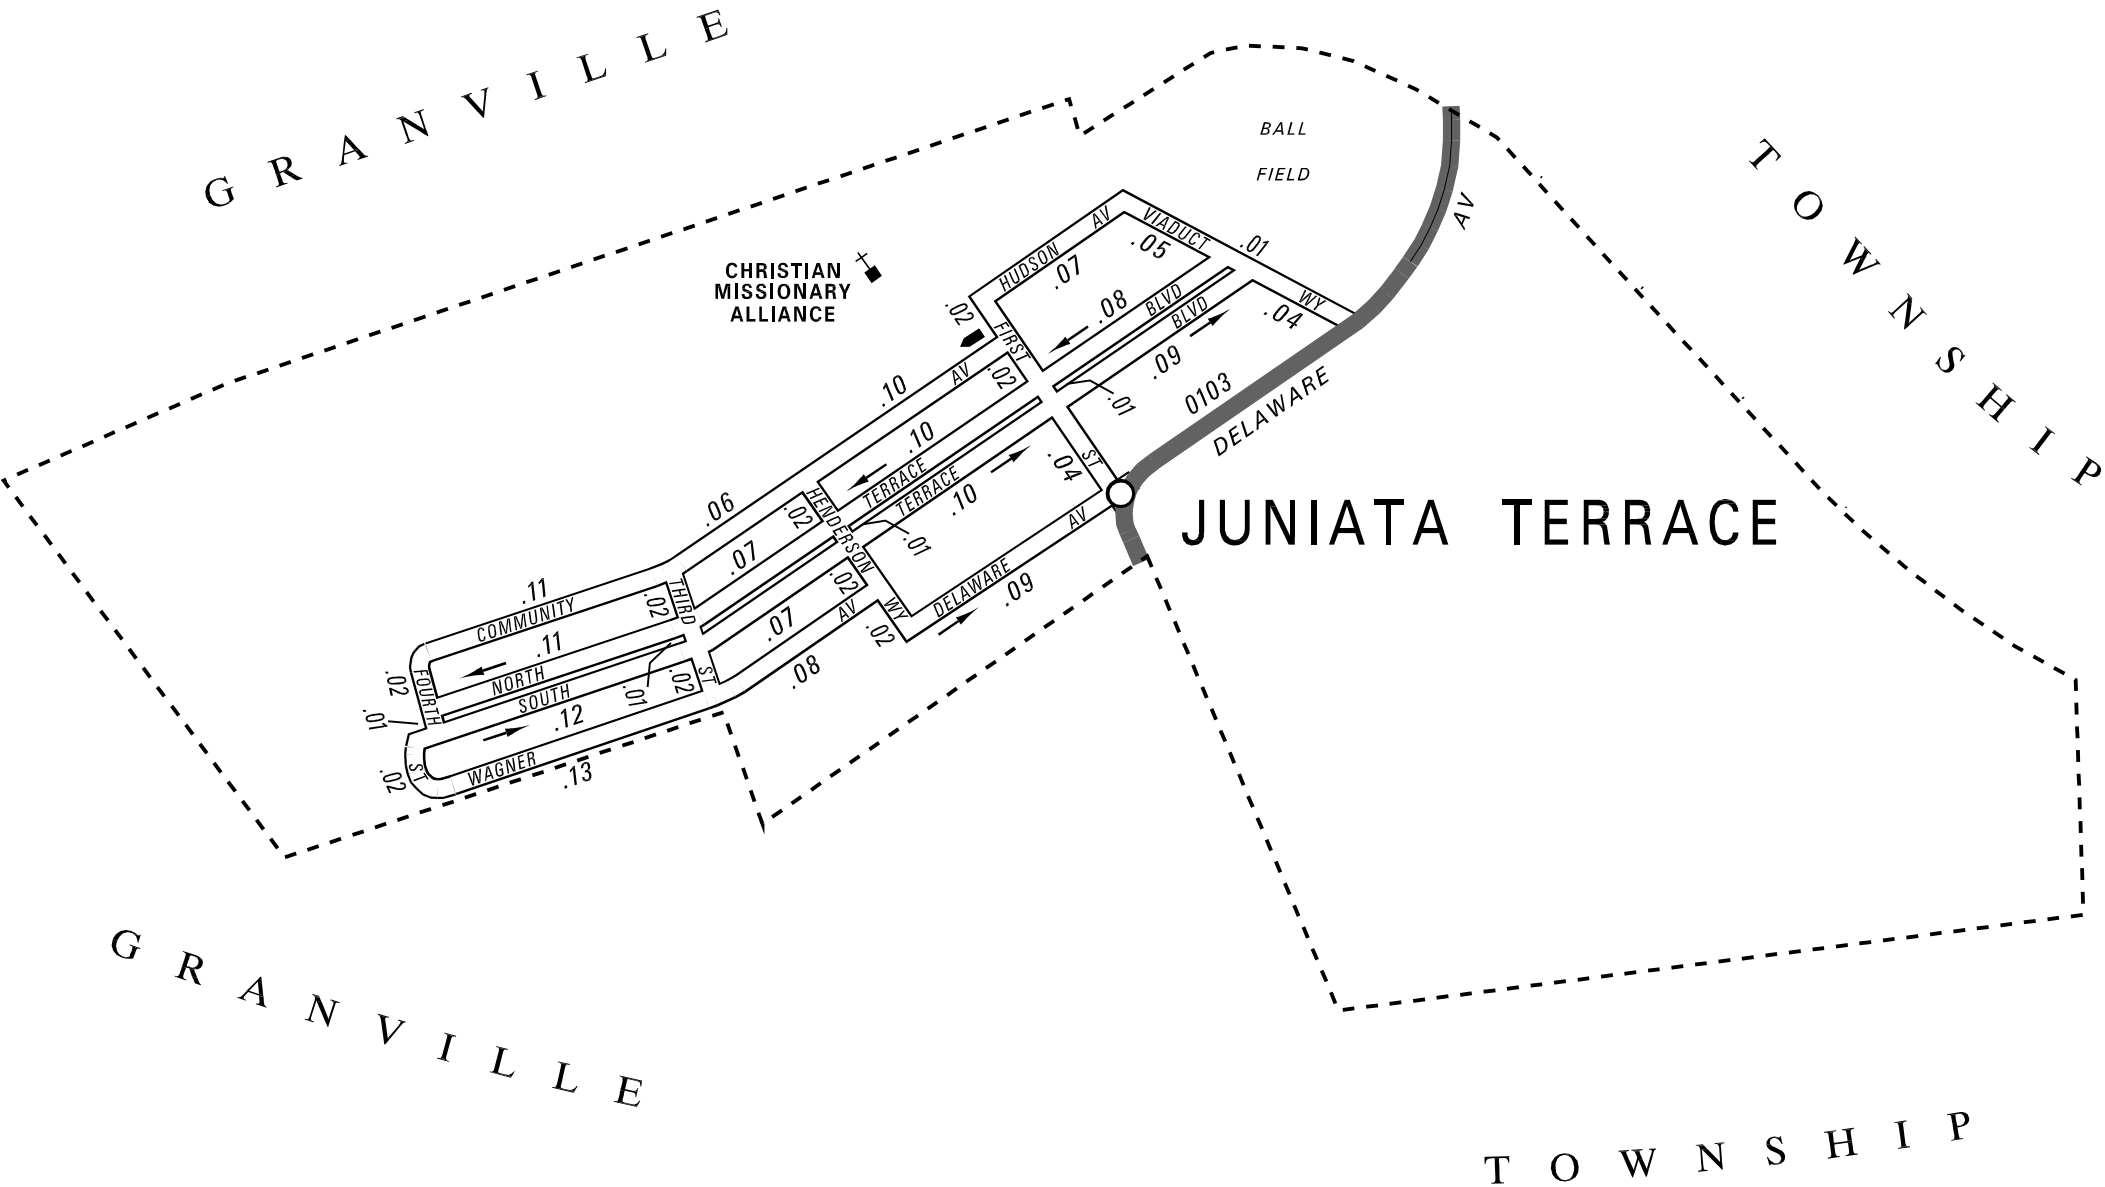 GRANVILLE
TOWNSHIP
BALL
FIELD
AV
CHRISTIAN
MISSIONARY
ALLIANCE
HUDSON AV
VIADUCT WY
.01
.05
.07
.02
.08
BLVD
BLVD
.04
FIRST ST
.09
.02
AV
.10
.01
0103
DELAWARE
.10
TERRACE
TERRACE
.04
.10
.06
HENDERSON WY
.02
.01
AV
JUNIATA TERRACE
.07
.02
DELAWARE
.09
.11
COMMUNITY
THIRD ST
.02
.07
AV
.02
.11
NORTH
SOUTH
.01
.02
.08
.02
FOURTH ST
.01
.12
.02
WAGNER
.13
GRANVILLE
TOWNSHIP